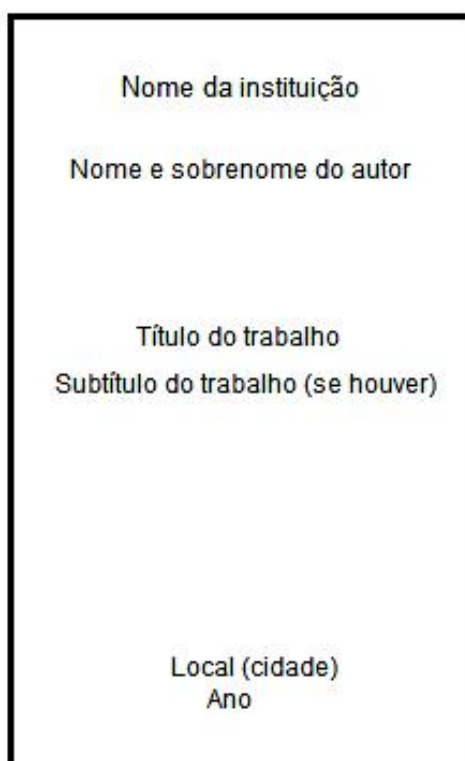 Nome da instituição
Nome e sobrenome do autor
Título do trabalho
Subtítulo do trabalho (se houver)
Local (cidade)
Ano